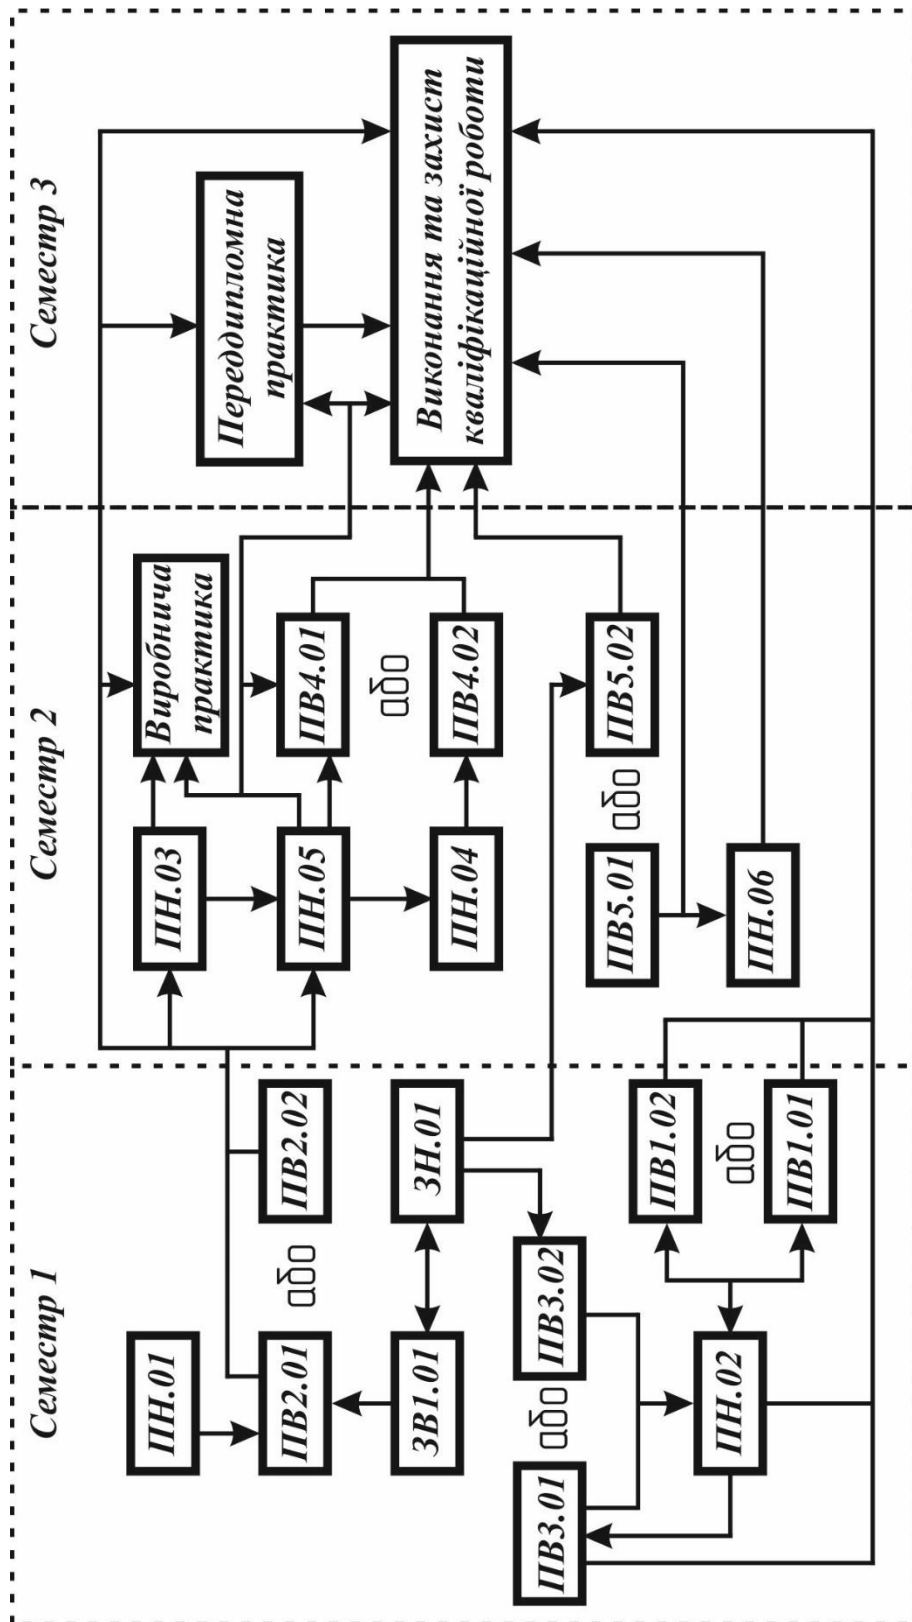 Семестр 1
ПН.01
ПВ2.01
або
ПВ2.02
ЗВ1.01
ЗН.01
ПВ3.01
або
ПВ3.02
ПН.02
ПВ1.02
або
ПВ1.01
Семестр 2
ПН.03
Виробнича
практика
ПН.05
ПВ4.01
або
ПН.04
ПВ4.02
ПВ5.01
або
ПВ5.02
ПН.06
Семестр 3
Переддипломна
практика
Виконання та захист
кваліфікаційної роботи